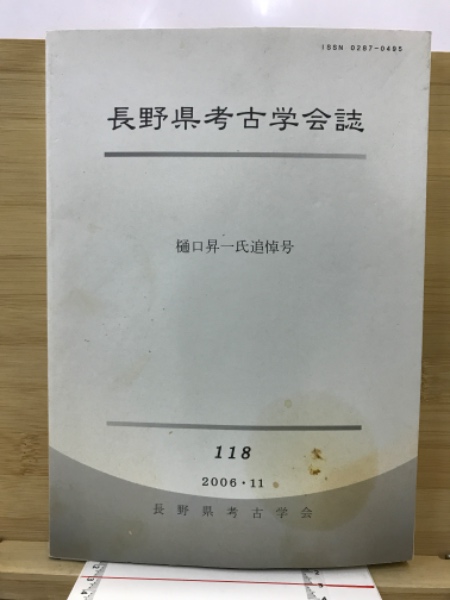 ISSN 0287-0495
長野県考古学会誌
樋口昇一氏追悼号
118
2006・11
長野県考古学会